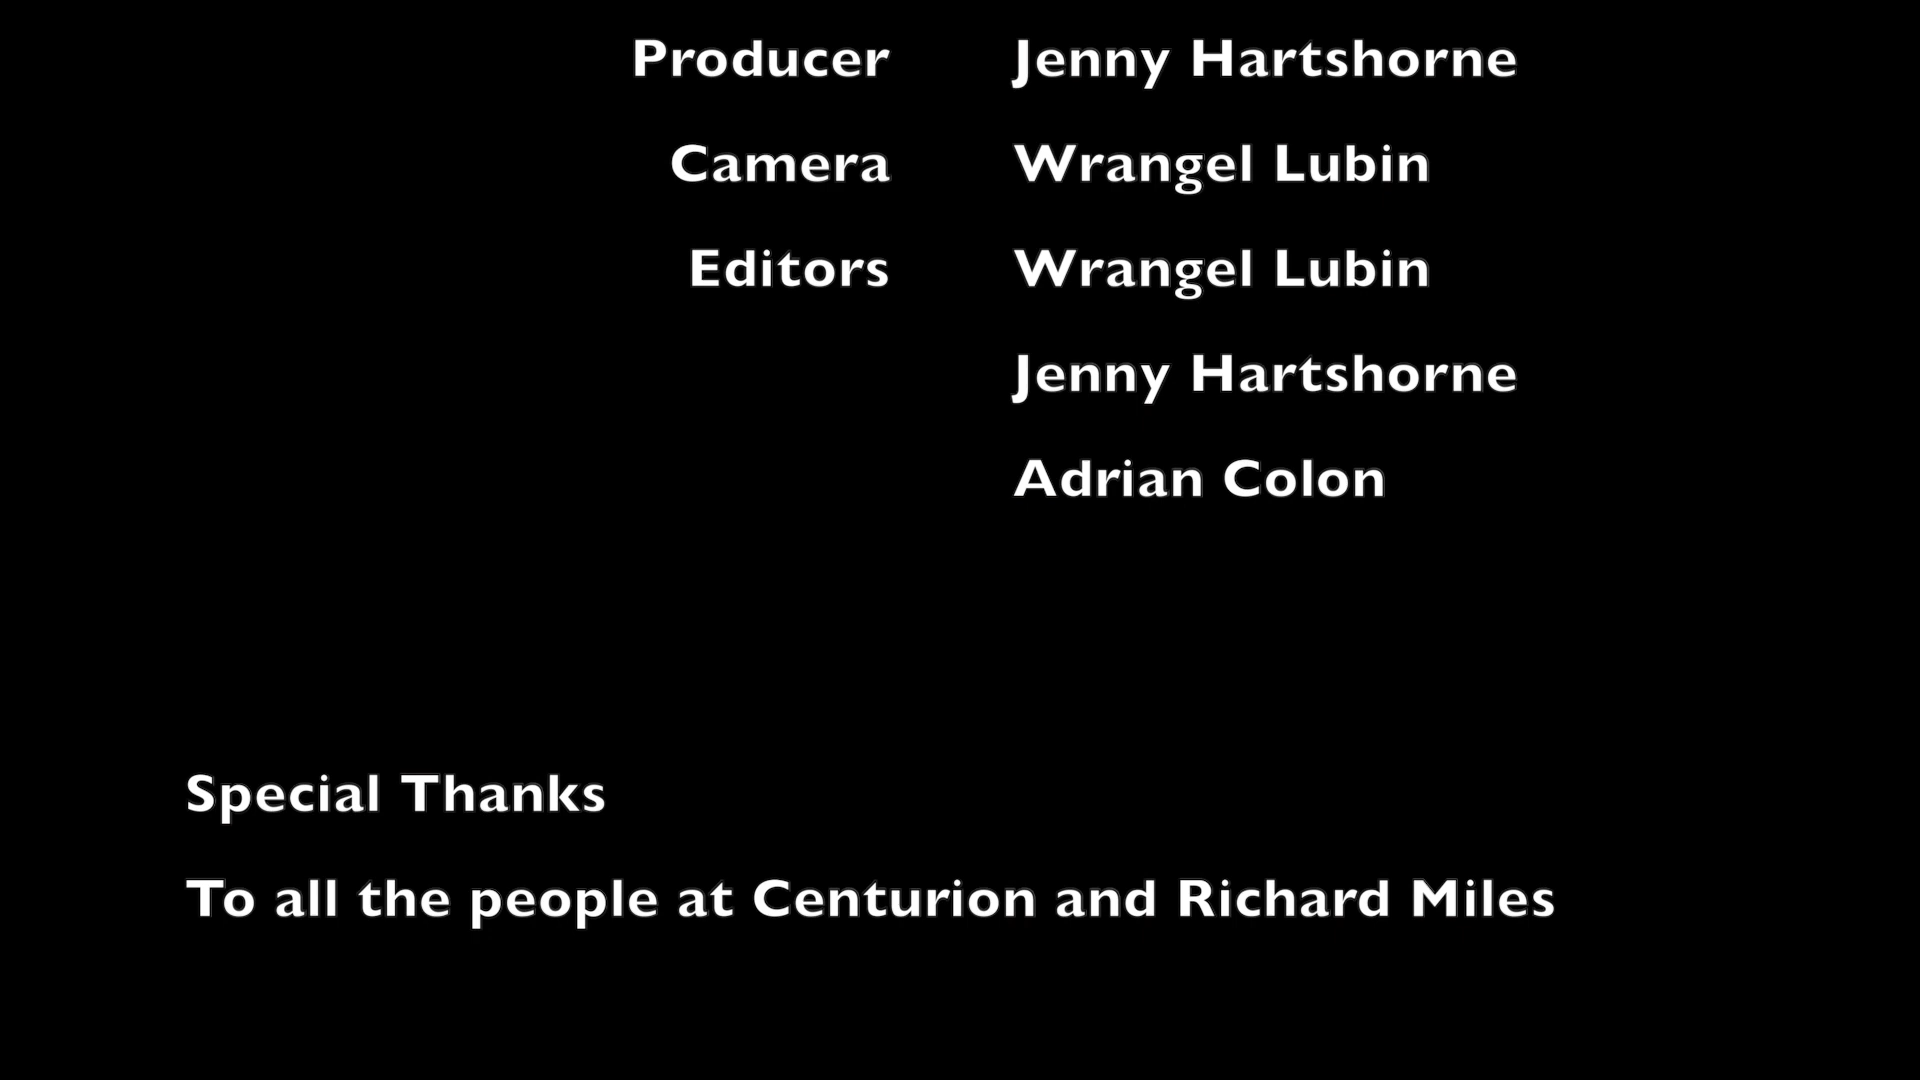 Producer Jenny Hartshorne
Camera Wrangel Lubin
Editors Wrangel Lubin
Jenny Hartshorne
Adrian Colon
Special Thanks
To all the people at Centurion and Richard Miles